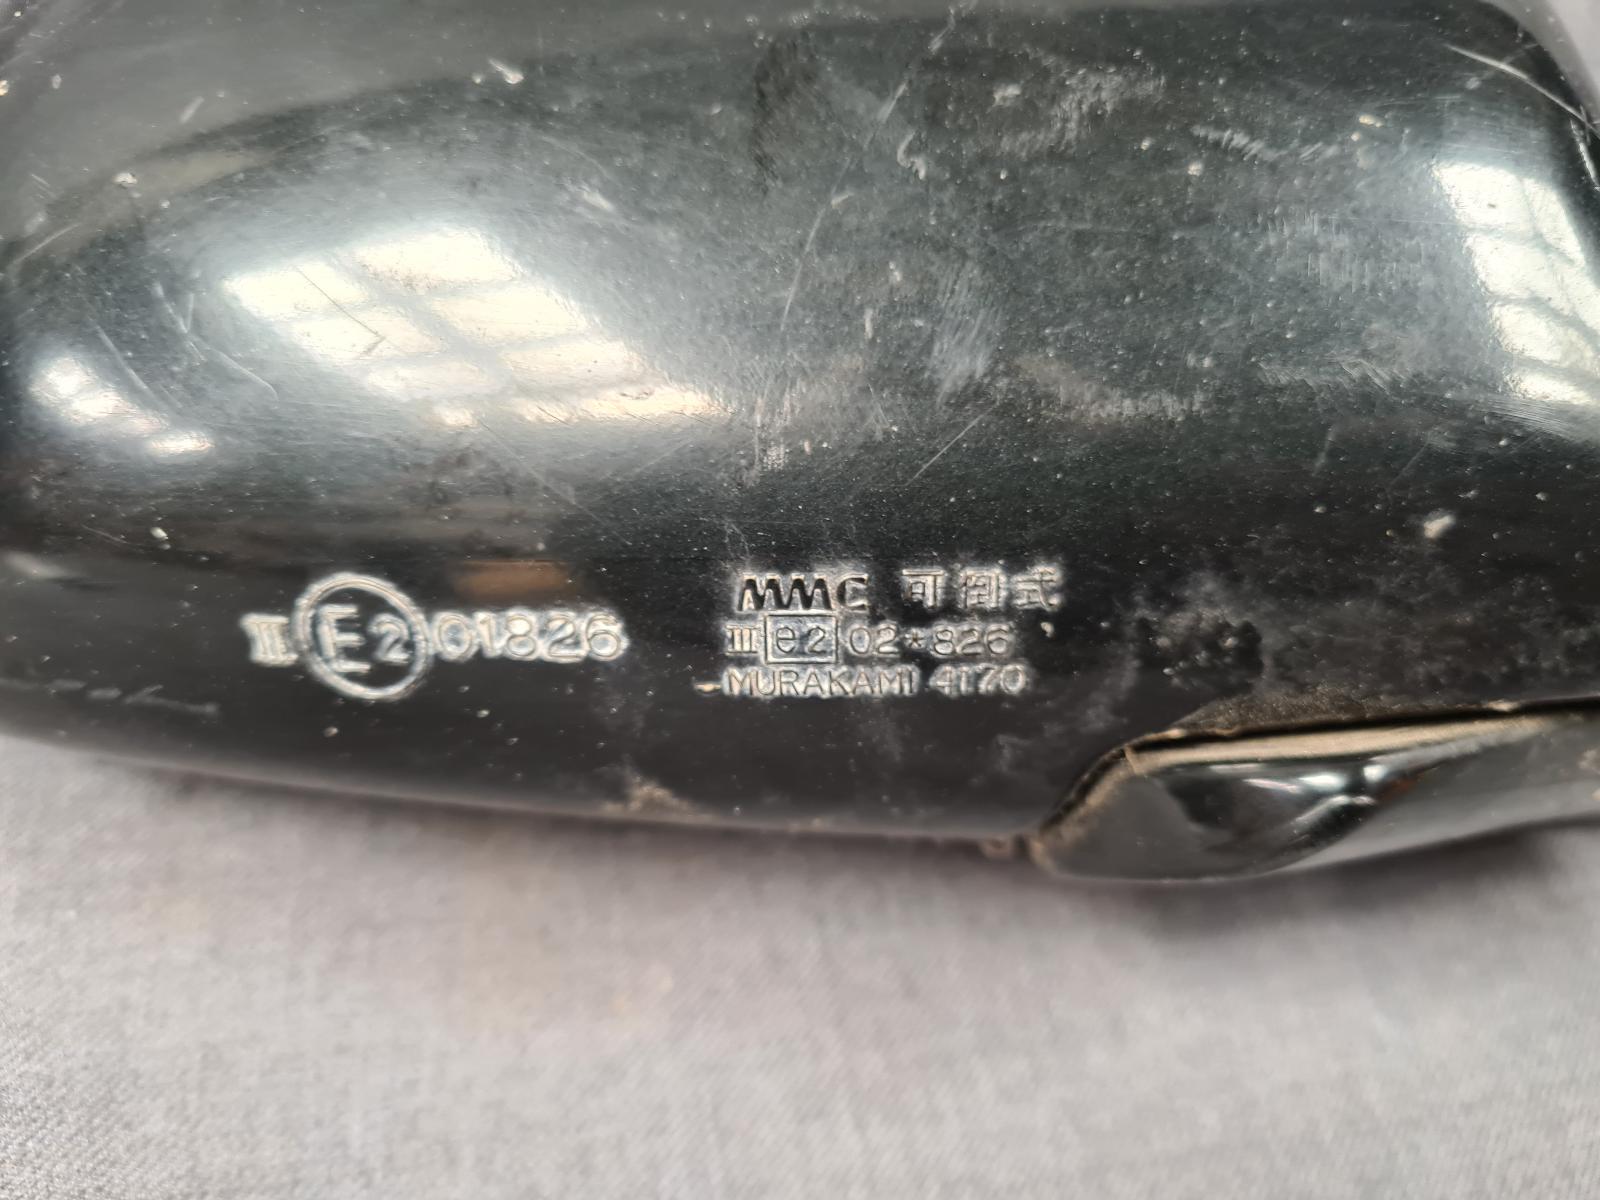 III E2 01826
MMC 可倒式
III e2 02*826
MURAKAMI 4170